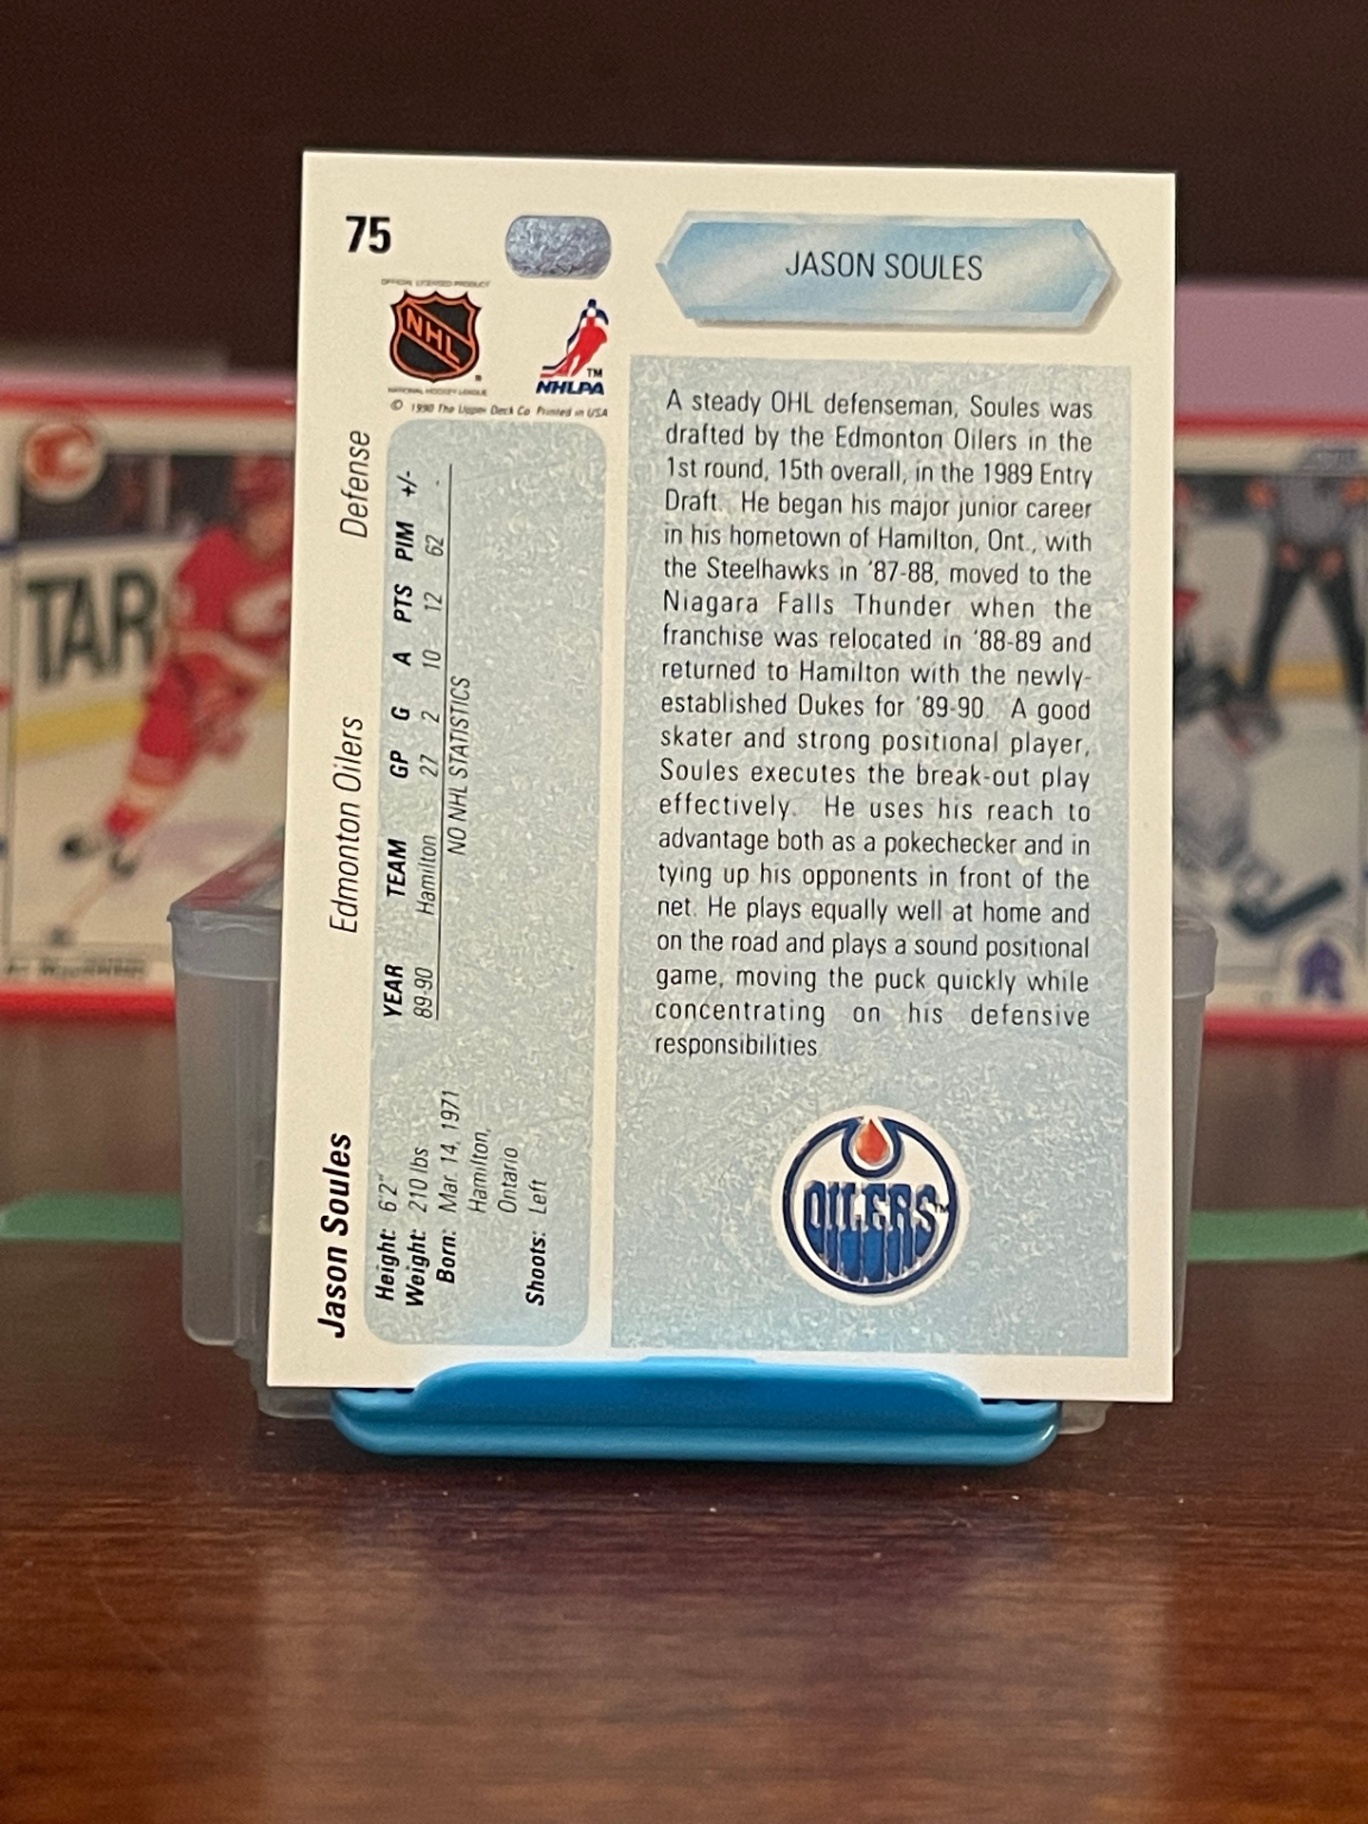 75
JASON SOULES
OFFICIAL LICENSED PRODUCT
NHL
NATIONAL HOCKEY LEAGUE
TM
NHLPA
© 1990 The Upper Deck Co. Printed in USA
Jason Soules Edmonton Oilers Defense
Height: 6'2"
Weight: 210 lbs
Born: Mar. 14, 1971
Hamilton,
Ontario
Shoots: Left
YEAR TEAM GP G A PTS PIM +/-
89-90 Hamilton 27 2 10 12 62 -
NO NHL STATISTICS
A steady OHL defenseman, Soules was
drafted by the Edmonton Oilers in the
1st round, 15th overall, in the 1989 Entry
Draft. He began his major junior career
in his hometown of Hamilton, Ont., with
the Steelhawks in '87-88, moved to the
Niagara Falls Thunder when the
franchise was relocated in '88-89 and
returned to Hamilton with the newly-
established Dukes for '89-90. A good
skater and strong positional player,
Soules executes the break-out play
effectively. He uses his reach to
advantage both as a pokechecker and in
tying up his opponents in front of the
net. He plays equally well at home and
on the road and plays a sound positional
game, moving the puck quickly while
concentrating on his defensive
responsibilities.
OILERS
TM
TAR